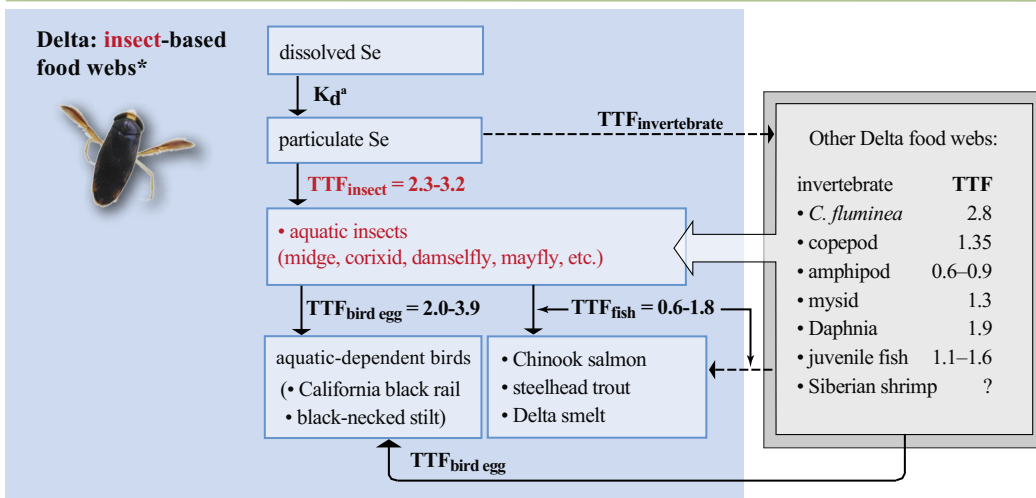 Delta: insect-based
food webs*
dissolved Se
Kdᵃ
particulate Se
TTFinvertebrate
TTFinsect = 2.3-3.2
• aquatic insects
(midge, corixid, damselfly, mayfly, etc.)
TTFbird egg = 2.0-3.9
TTFfish = 0.6-1.8
aquatic-dependent birds
(• California black rail
• black-necked stilt)
• Chinook salmon
• steelhead trout
• Delta smelt
TTFbird egg
Other Delta food webs:
invertebrate TTF
• C. fluminea 2.8
• copepod 1.35
• amphipod 0.6–0.9
• mysid 1.3
• Daphnia 1.9
• juvenile fish 1.1–1.6
• Siberian shrimp ?